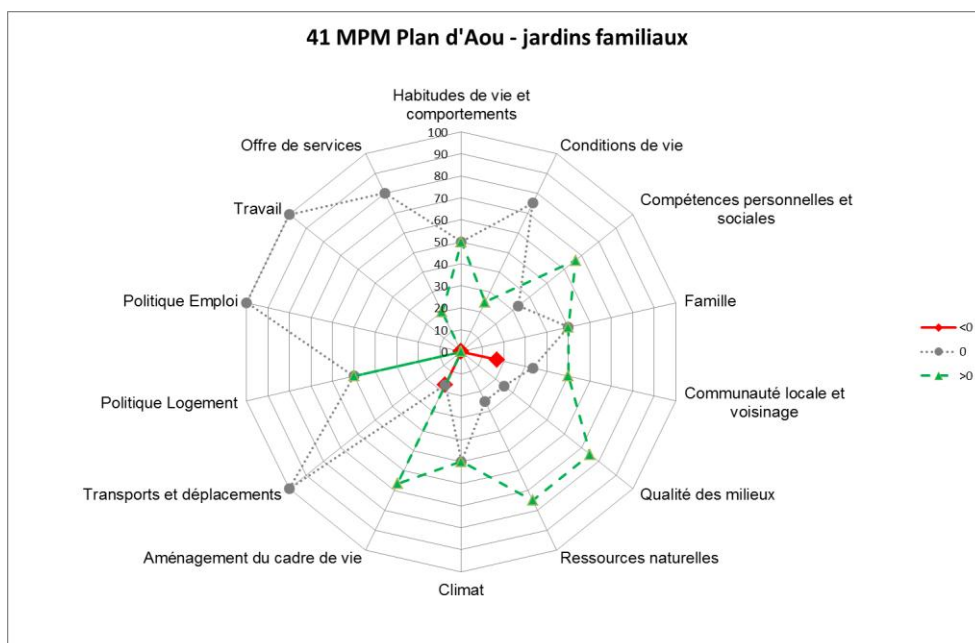 41 MPM Plan d'Aou - jardins familiaux
Habitudes de vie et
comportements
Conditions de vie
Compétences personnelles et
sociales
Famille
Communauté locale et
voisinage
Qualité des milieux
Ressources naturelles
Climat
Aménagement du cadre de vie
Transports et déplacements
Politique Logement
Politique Emploi
Travail
Offre de services
100
90
80
70
60
50
40
30
20
10
0
<0
0
>0